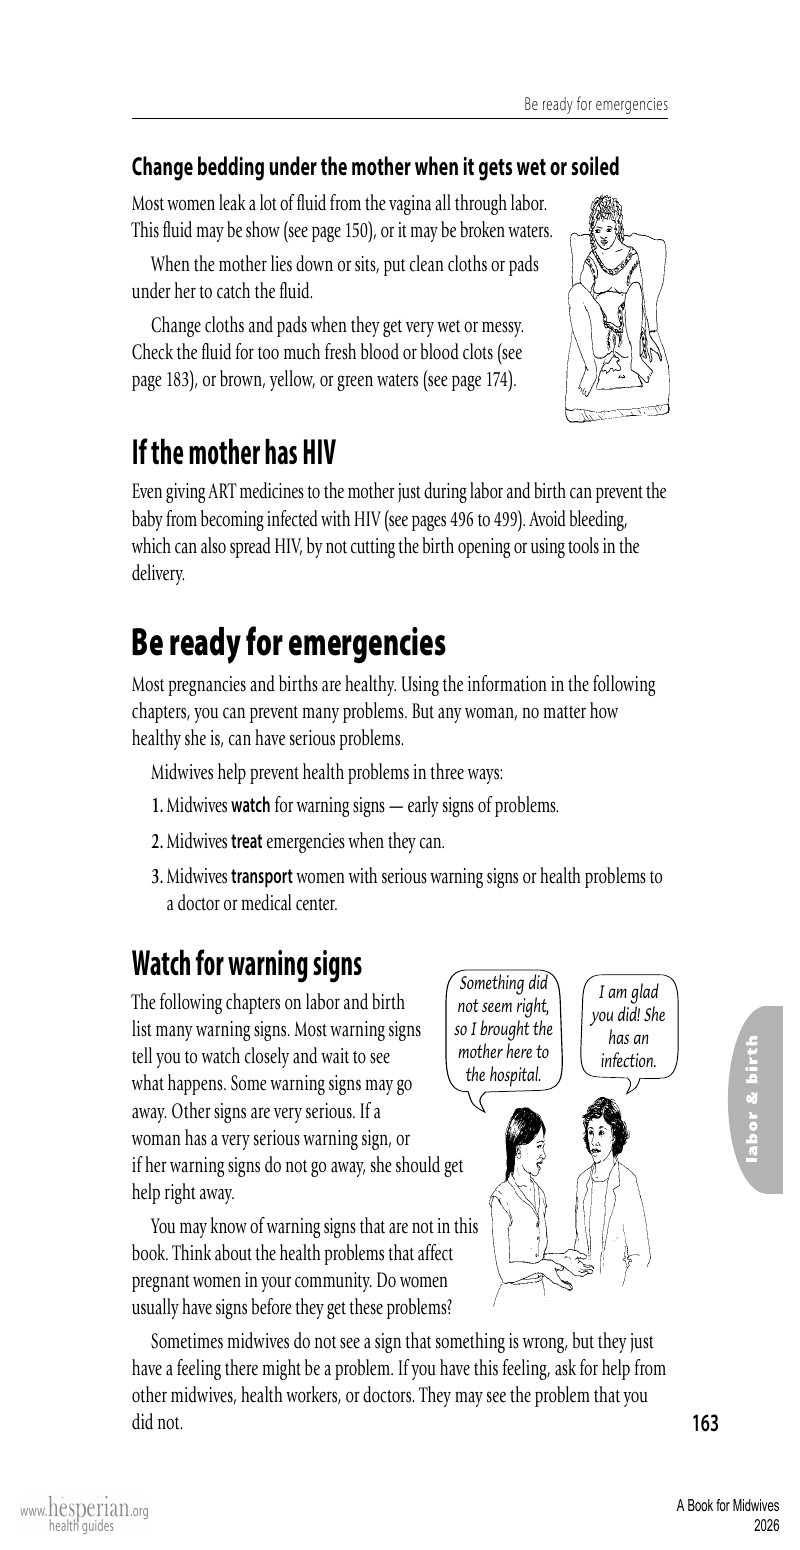 Be ready for emergencies
Change bedding under the mother when it gets wet or soiled
Most women leak a lot of fluid from the vagina all through labor.
This fluid may be show (see page 150), or it may be broken waters.
When the mother lies down or sits, put clean cloths or pads
under her to catch the fluid.
Change cloths and pads when they get very wet or messy.
Check the fluid for too much fresh blood or blood clots (see
page 183), or brown, yellow, or green waters (see page 174).
If the mother has HIV
Even giving ART medicines to the mother just during labor and birth can prevent the
baby from becoming infected with HIV (see pages 496 to 499). Avoid bleeding,
which can also spread HIV, by not cutting the birth opening or using tools in the
delivery.
Be ready for emergencies
Most pregnancies and births are healthy. Using the information in the following
chapters, you can prevent many problems. But any woman, no matter how
healthy she is, can have serious problems.
Midwives help prevent health problems in three ways:
1. Midwives watch for warning signs — early signs of problems.
2. Midwives treat emergencies when they can.
3. Midwives transport women with serious warning signs or health problems to
a doctor or medical center.
Watch for warning signs
The following chapters on labor and birth
list many warning signs. Most warning signs
tell you to watch closely and wait to see
what happens. Some warning signs may go
away. Other signs are very serious. If a
woman has a very serious warning sign, or
if her warning signs do not go away, she should get
help right away.
Something did
not seem right,
so I brought the
mother here to
the hospital.
I am glad
you did! She
has an
infection.
You may know of warning signs that are not in this
book. Think about the health problems that affect
pregnant women in your community. Do women
usually have signs before they get these problems?
Sometimes midwives do not see a sign that something is wrong, but they just
have a feeling there might be a problem. If you have this feeling, ask for help from
other midwives, health workers, or doctors. They may see the problem that you
did not.
labor & birth
163
www.hesperian.org
health guides
A Book for Midwives
2026